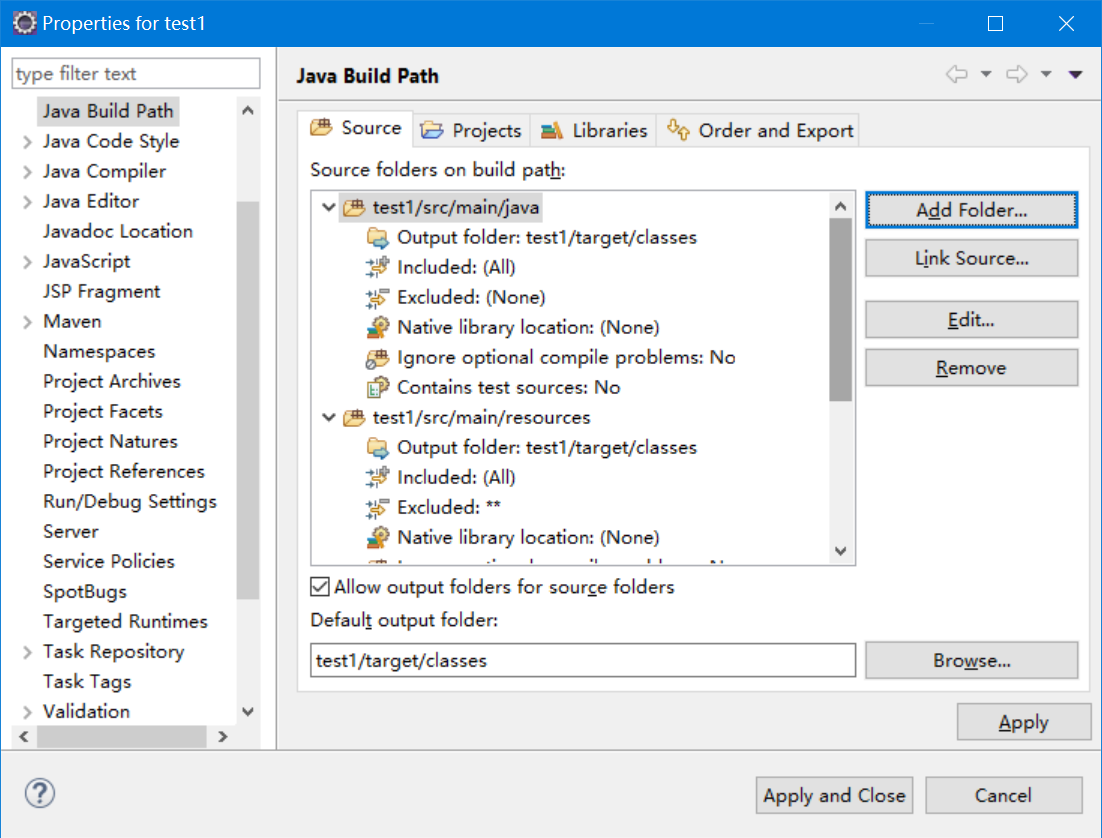 Properties for test1
type filter text
Java Build Path
Java Code Style
Java Compiler
Java Editor
Javadoc Location
JavaScript
JSP Fragment
Maven
Namespaces
Project Archives
Project Facets
Project Natures
Project References
Run/Debug Settings
Server
Service Policies
SpotBugs
Targeted Runtimes
Task Repository
Task Tags
Validation
Java Build Path
Source Projects Libraries Order and Export
Source folders on build path:
test1/src/main/java
Output folder: test1/target/classes
Included: (All)
Excluded: (None)
Native library location: (None)
Ignore optional compile problems: No
Contains test sources: No
test1/src/main/resources
Output folder: test1/target/classes
Included: (All)
Excluded: **
Native library location: (None)
Add Folder...
Link Source...
Edit...
Remove
Allow output folders for source folders
Default output folder:
test1/target/classes
Browse...
Apply
?
Apply and Close
Cancel